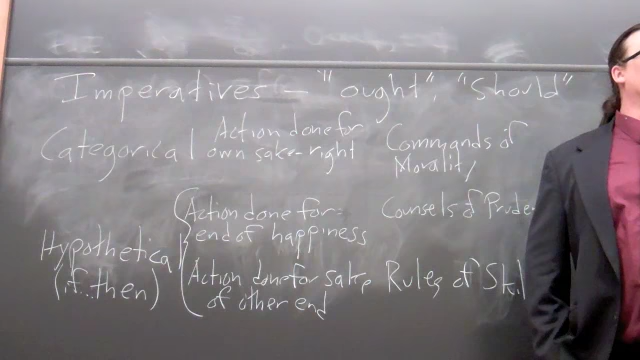 Imperatives - "ought", "Should"
Categorical Action done for own sake-right Commands of Morality
Action done for end of happiness Counsels of Prude
Hypothetical (if...then)
Action done for sake of other end Rules of Skil